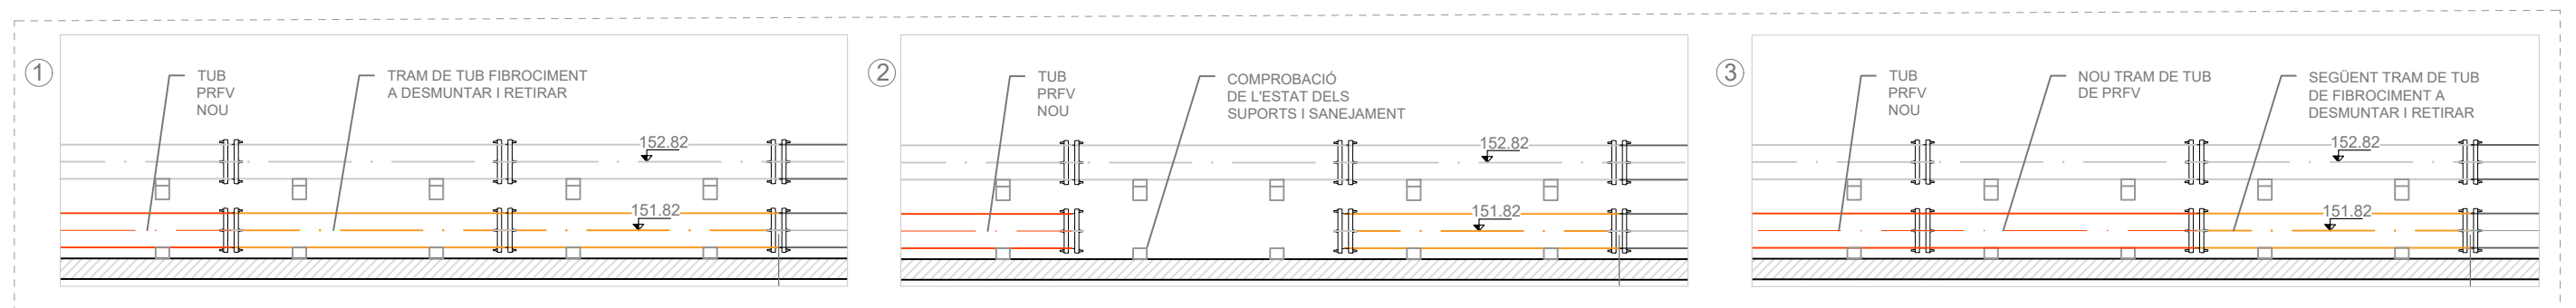 1
TUB
PRFV
NOU
TRAM DE TUB FIBROCIMENT
A DESMUNTAR I RETIRAR
152.82
151.82
2
TUB
PRFV
NOU
COMPROBACIÓ
DE L'ESTAT DELS
SUPORTS I SANEJAMENT
152.82
151.82
3
TUB
PRFV
NOU
NOU TRAM DE TUB
DE PRFV
SEGÜENT TRAM DE TUB
DE FIBROCIMENT A
DESMUNTAR I RETIRAR
152.82
151.82